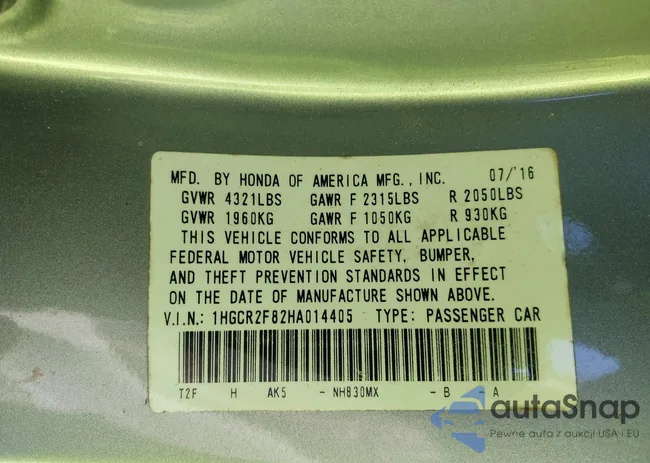 MFD. BY HONDA OF AMERICA MFG., INC. 07/'16
GVWR 4321LBS GAWR F 2315LBS R 2050LBS
GVWR 1960KG GAWR F 1050KG R 930KG
THIS VEHICLE CONFORMS TO ALL APPLICABLE
FEDERAL MOTOR VEHICLE SAFETY, BUMPER,
AND THEFT PREVENTION STANDARDS IN EFFECT
ON THE DATE OF MANUFACTURE SHOWN ABOVE.
V.I.N.: 1HGCR2F82HA014405 TYPE: PASSENGER CAR
T2F H AK5 - NH830MX - B - A
autaSnap
Pewne auta z aukcji USA i EU